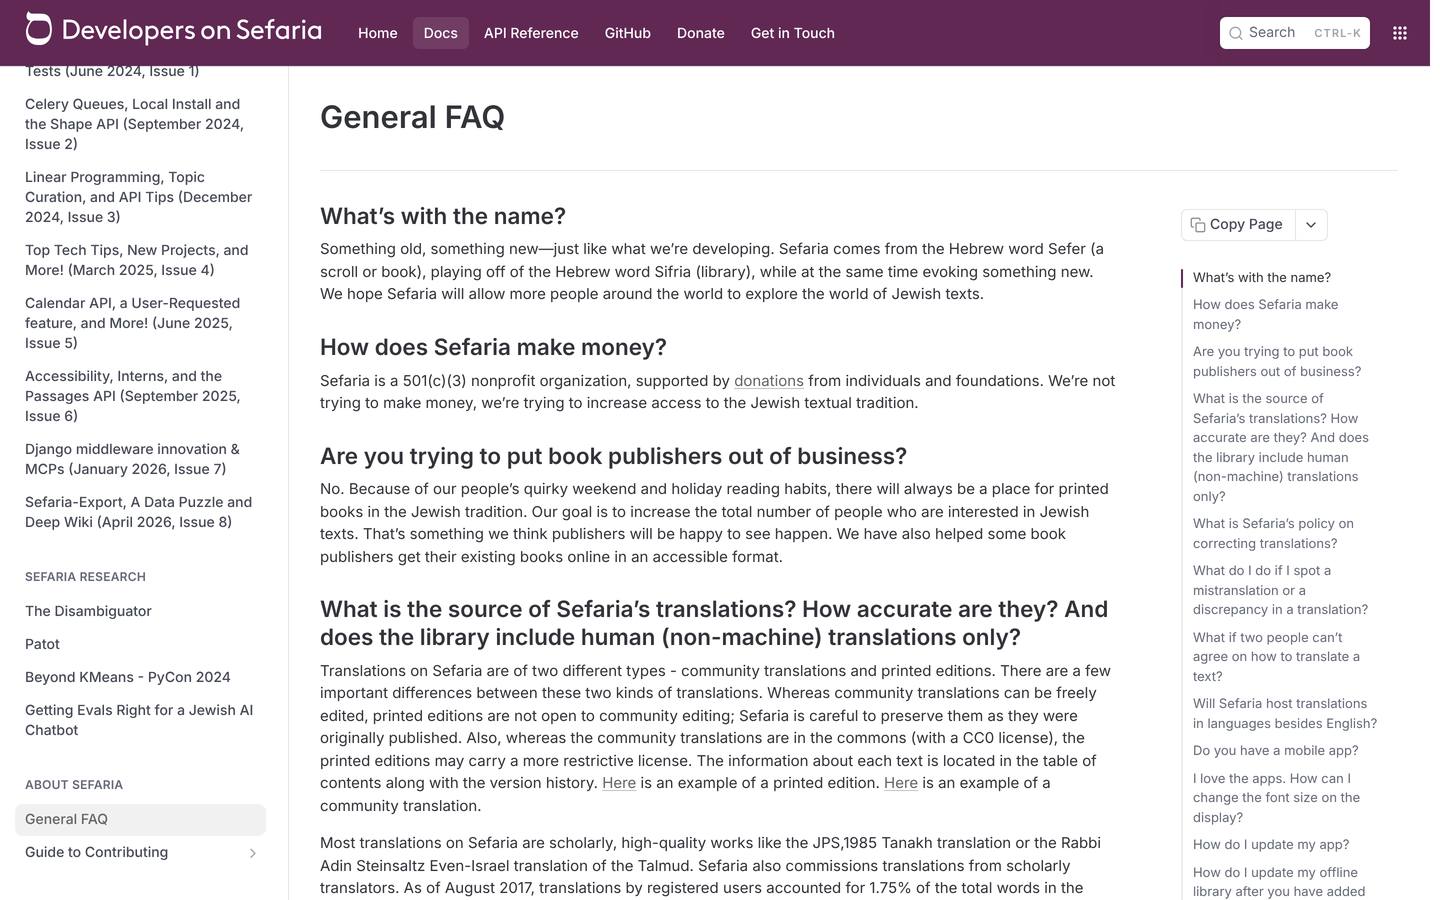 Developers on Sefaria
Home
Docs
API Reference
GitHub
Donate
Get in Touch
Search
CTRL-K
Tests (June 2024, Issue 1)
Celery Queues, Local Install and
the Shape API (September 2024,
Issue 2)
Linear Programming, Topic
Curation, and API Tips (December
2024, Issue 3)
Top Tech Tips, New Projects, and
More! (March 2025, Issue 4)
Calendar API, a User-Requested
feature, and More! (June 2025,
Issue 5)
Accessibility, Interns, and the
Passages API (September 2025,
Issue 6)
Django middleware innovation &
MCPs (January 2026, Issue 7)
Sefaria-Export, A Data Puzzle and
Deep Wiki (April 2026, Issue 8)
SEFARIA RESEARCH
The Disambiguator
Patot
Beyond KMeans - PyCon 2024
Getting Evals Right for a Jewish AI
Chatbot
ABOUT SEFARIA
General FAQ
Guide to Contributing
General FAQ
What's with the name?
Something old, something new—just like what we're developing. Sefaria comes from the Hebrew word Sefer (a
scroll or book), playing off of the Hebrew word Sifria (library), while at the same time evoking something new.
We hope Sefaria will allow more people around the world to explore the world of Jewish texts.
How does Sefaria make money?
Sefaria is a 501(c)(3) nonprofit organization, supported by donations from individuals and foundations. We're not
trying to make money, we're trying to increase access to the Jewish textual tradition.
Are you trying to put book publishers out of business?
No. Because of our people's quirky weekend and holiday reading habits, there will always be a place for printed
books in the Jewish tradition. Our goal is to increase the total number of people who are interested in Jewish
texts. That's something we think publishers will be happy to see happen. We have also helped some book
publishers get their existing books online in an accessible format.
What is the source of Sefaria's translations? How accurate are they? And
does the library include human (non-machine) translations only?
Translations on Sefaria are of two different types - community translations and printed editions. There are a few
important differences between these two kinds of translations. Whereas community translations can be freely
edited, printed editions are not open to community editing; Sefaria is careful to preserve them as they were
originally published. Also, whereas the community translations are in the commons (with a CC0 license), the
printed editions may carry a more restrictive license. The information about each text is located in the table of
contents along with the version history. Here is an example of a printed edition. Here is an example of a
community translation.
Most translations on Sefaria are scholarly, high-quality works like the JPS,1985 Tanakh translation or the Rabbi
Adin Steinsaltz Even-Israel translation of the Talmud. Sefaria also commissions translations from scholarly
translators. As of August 2017, translations by registered users accounted for 1.75% of the total words in the
Copy Page
What's with the name?
How does Sefaria make
money?
Are you trying to put book
publishers out of business?
What is the source of
Sefaria's translations? How
accurate are they? And does
the library include human
(non-machine) translations
only?
What is Sefaria's policy on
correcting translations?
What do I do if I spot a
mistranslation or a
discrepancy in a translation?
What if two people can't
agree on how to translate a
text?
Will Sefaria host translations
in languages besides English?
Do you have a mobile app?
I love the apps. How can I
change the font size on the
display?
How do I update my app?
How do I update my offline
library after you have added